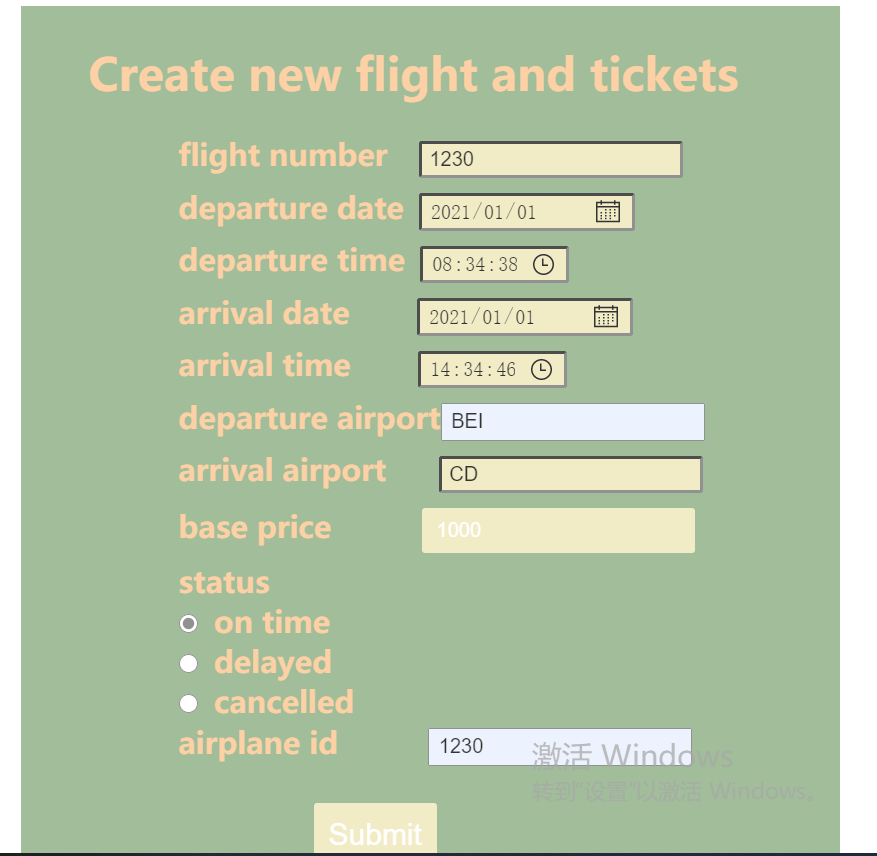 Create new flight and tickets
flight number 1230
departure date 2021/01/01
departure time 08:34:38
arrival date 2021/01/01
arrival time 14:34:46
departure airport BEI
arrival airport CD
base price 1000
status
on time
delayed
cancelled
airplane id 1230
激活 Windows
转到"设置"以激活 Windows。
Submit